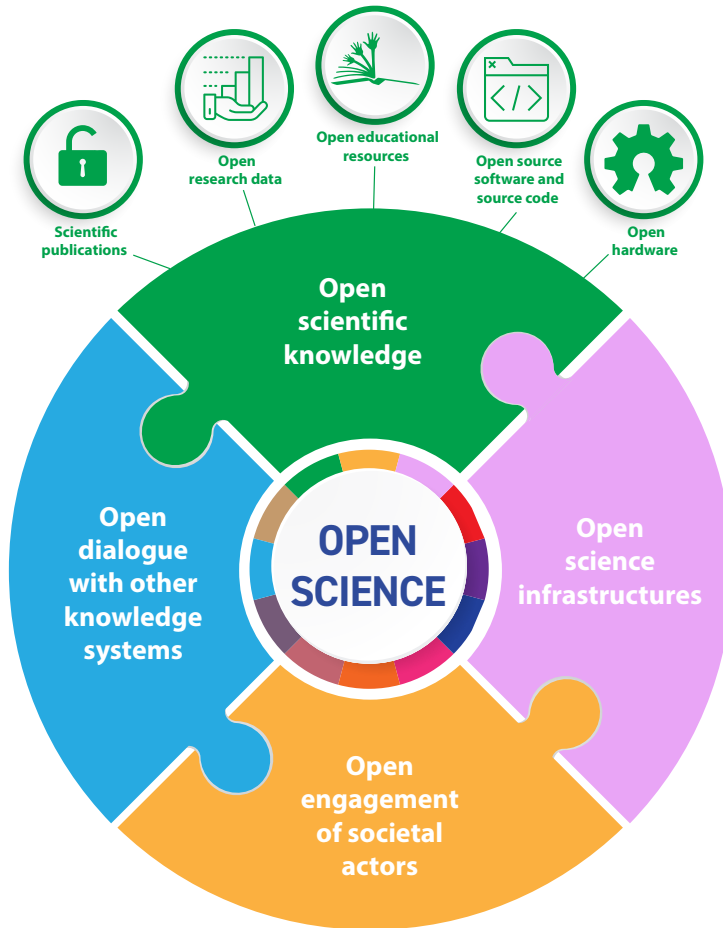 Scientific
publications
Open
research data
Open educational
resources
Open source
software and
source code
Open
hardware
Open
scientific
knowledge
Open
dialogue
with other
knowledge
systems
OPEN
SCIENCE
Open
science
infrastructures
Open
engagement
of societal
actors